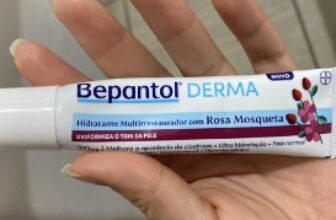 NOVO
Bepantol® DERMA
BAYER
Hidratante Multirrestaurador com Rosa Mosqueta
UNIFORMIZA O TOM DA PELE
Melhora a aparência de cicatrizes • Ultra hidratação • Pele normal